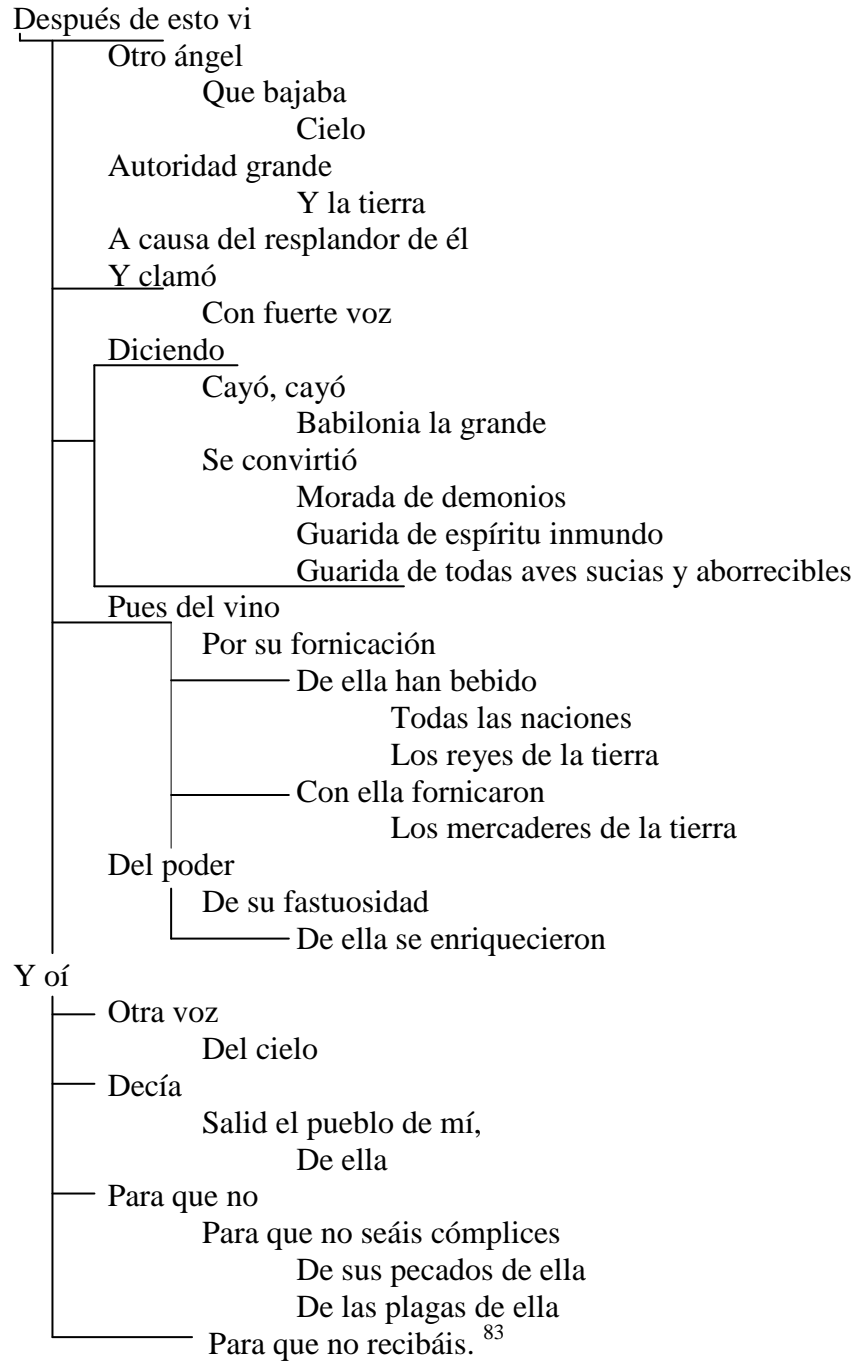 Después de esto vi
Otro ángel
Que bajaba
Cielo
Autoridad grande
Y la tierra
A causa del resplandor de él
Y clamó
Con fuerte voz
Diciendo
Cayó, cayó
Babilonia la grande
Se convirtió
Morada de demonios
Guarida de espíritu inmundo
Guarida de todas aves sucias y aborrecibles
Pues del vino
Por su fornicación
De ella han bebido
Todas las naciones
Los reyes de la tierra
Con ella fornicaron
Los mercaderes de la tierra
Del poder
De su fastuosidad
De ella se enriquecieron
Y oí
Otra voz
Del cielo
Decía
Salid el pueblo de mí,
De ella
Para que no
Para que no seáis cómplices
De sus pecados de ella
De las plagas de ella
Para que no recibáis. 83